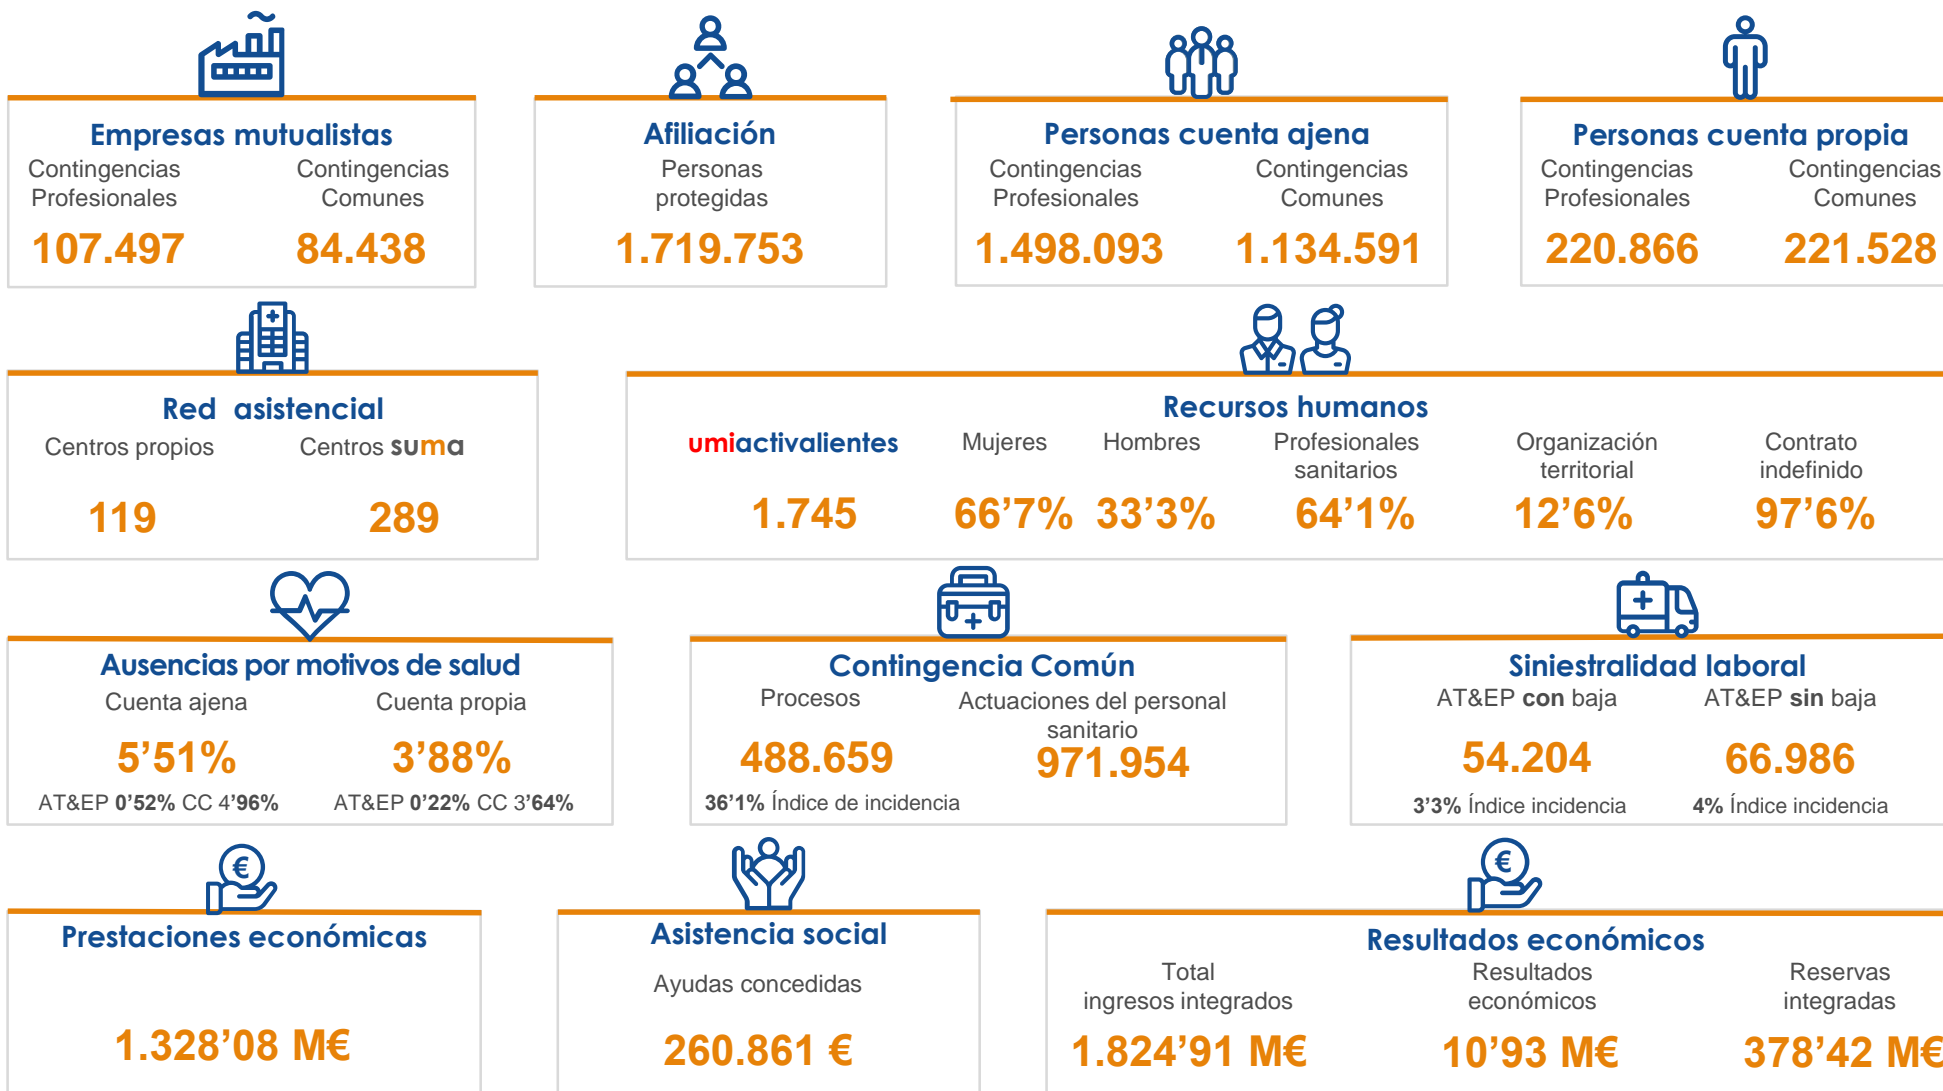 Empresas mutualistas
Contingencias Profesionales
Contingencias Comunes
107.497
84.438
Afiliación
Personas protegidas
1.719.753
Personas cuenta ajena
Contingencias Profesionales
Contingencias Comunes
1.498.093
1.134.591
Personas cuenta propia
Contingencias Profesionales
Contingencias Comunes
220.866
221.528
Red asistencial
Centros propios
Centros suma
119
289
Recursos humanos
umiactivalientes
Mujeres
Hombres
Profesionales sanitarios
Organización territorial
Contrato indefinido
1.745
66’7%
33’3%
64’1%
12’6%
97’6%
Ausencias por motivos de salud
Cuenta ajena
Cuenta propia
5’51%
3’88%
AT&EP 0’52% CC 4’96%
AT&EP 0’22% CC 3’64%
Contingencia Común
Procesos
Actuaciones del personal sanitario
488.659
971.954
36’1% Índice de incidencia
Siniestralidad laboral
AT&EP con baja
AT&EP sin baja
54.204
66.986
3’3% Índice incidencia
4% Índice incidencia
€
Prestaciones económicas
1.328’08 M€
Asistencia social
Ayudas concedidas
260.861 €
€
Resultados económicos
Total ingresos integrados
Resultados económicos
Reservas integradas
1.824’91 M€
10’93 M€
378’42 M€